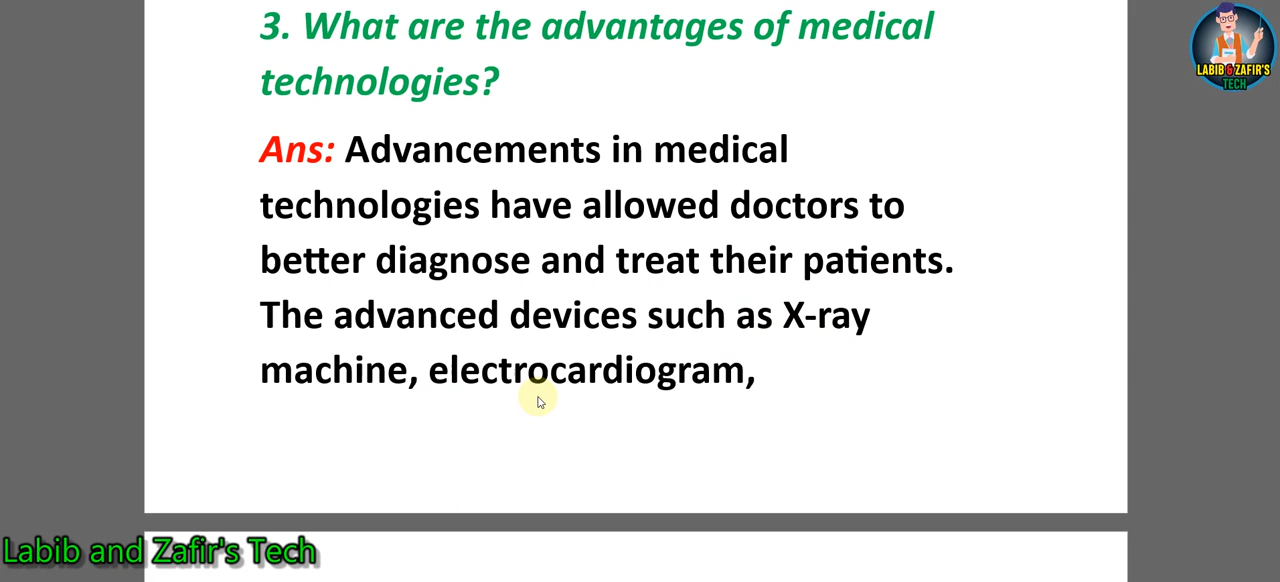 3. What are the advantages of medical
technologies?
Ans: Advancements in medical
technologies have allowed doctors to
better diagnose and treat their patients.
The advanced devices such as X-ray
machine, electrocardiogram,
LABIB & ZAFIR'S
TECH
Labib and Zafir's Tech